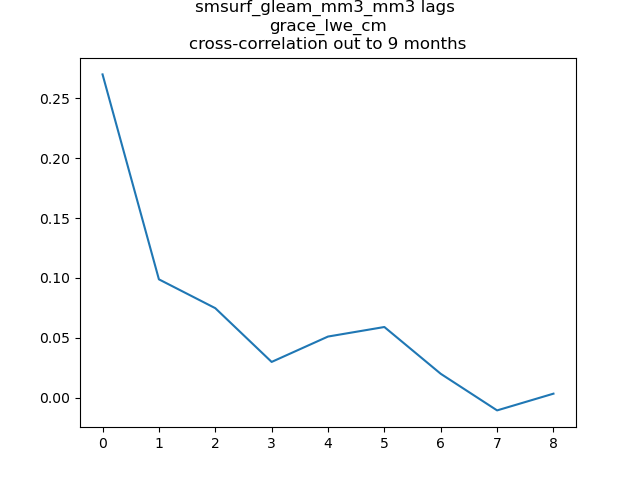 smsurf_gleam_mm3_mm3 lags
grace_lwe_cm
cross-correlation out to 9 months
0.25
0.20
0.15
0.10
0.05
0.00
0 1 2 3 4 5 6 7 8